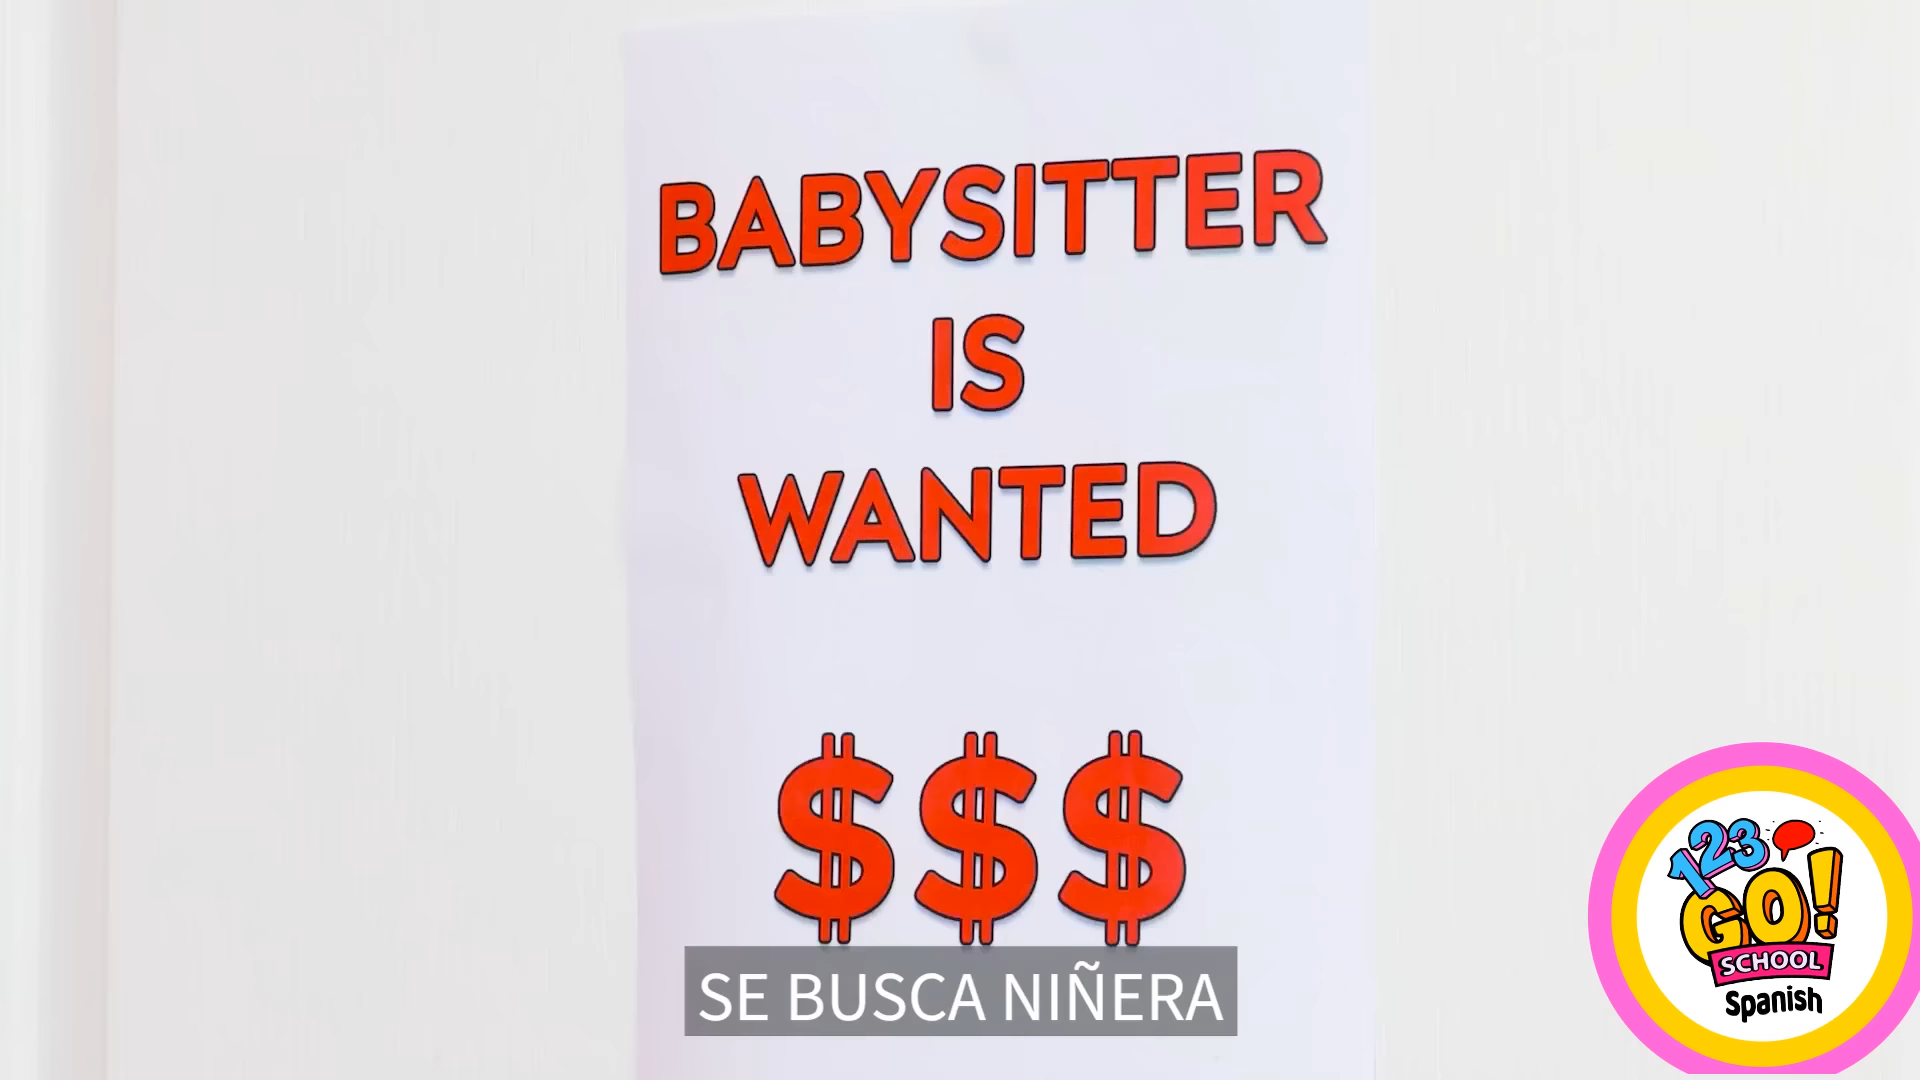 BABYSITTER
IS
WANTED
$$$
SE BUSCA NIÑERA
123
GO!
SCHOOL
Spanish